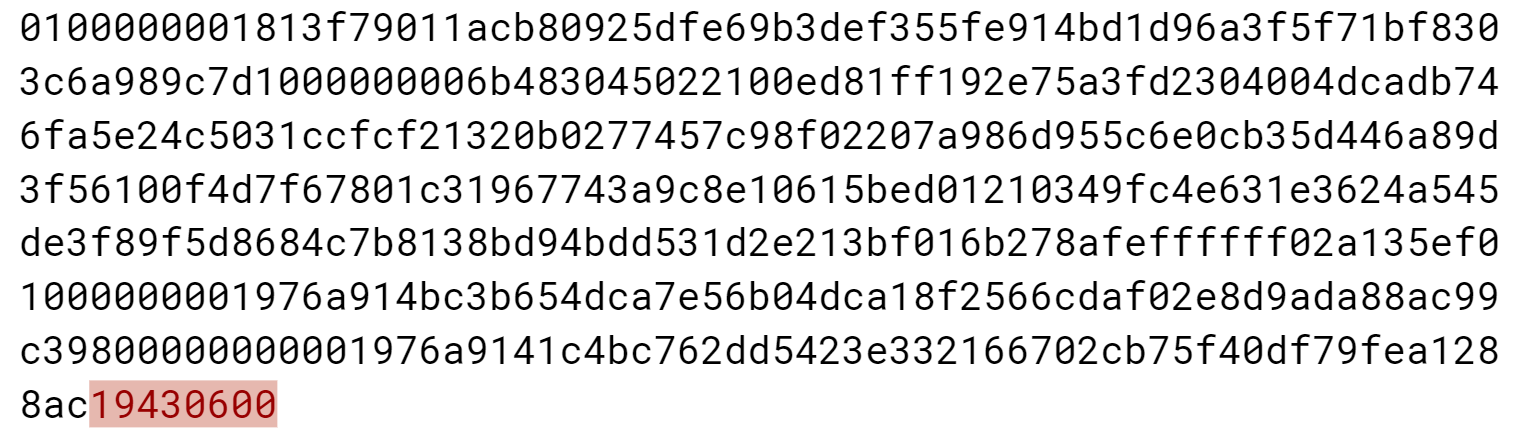 0100000001813f79011acb80925dfe69b3def355fe914bd1d96a3f5f71bf830
3c6a989c7d1000000006b483045022100ed81ff192e75a3fd2304004dcadb74
6fa5e24c5031ccfcf21320b0277457c98f02207a986d955c6e0cb35d446a89d
3f56100f4d7f67801c31967743a9c8e10615bed01210349fc4e631e3624a545
de3f89f5d8684c7b8138bd94bdd531d2e213bf016b278afeffffff02a135ef0
1000000001976a914bc3b654dca7e56b04dca18f2566cdaf02e8d9ada88ac99
c39800000000001976a9141c4bc762dd5423e332166702cb75f40df79fea128
8ac19430600